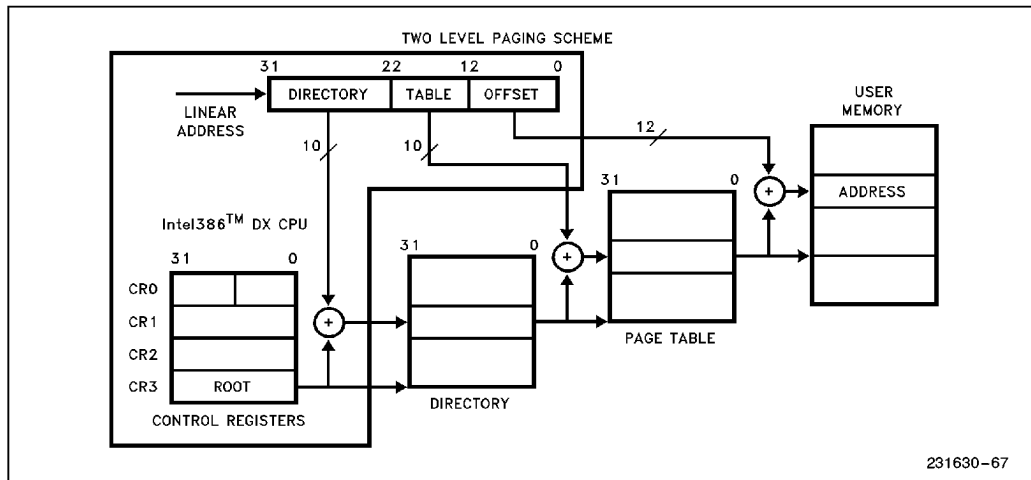 TWO LEVEL PAGING SCHEME
31 22 12 0
DIRECTORY TABLE OFFSET
LINEAR
ADDRESS
USER
MEMORY
10 10 12
31 0
ADDRESS
Intel386™ DX CPU
31 0
31 0
CR0
CR1
CR2
CR3 ROOT
PAGE TABLE
DIRECTORY
CONTROL REGISTERS
+
+
+
231630-67